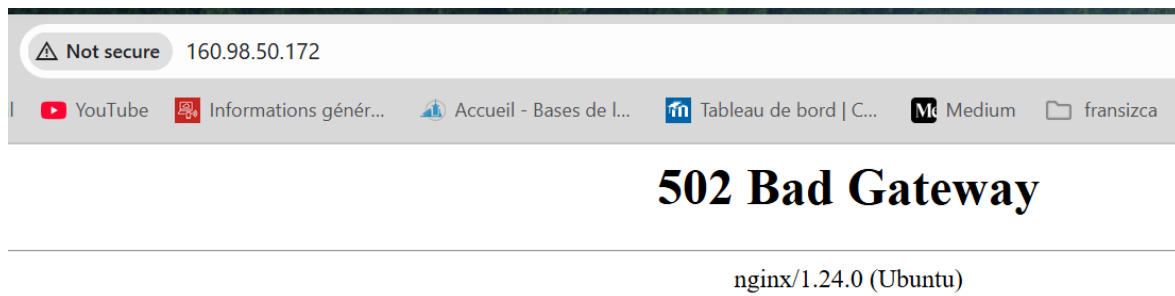 Not secure 160.98.50.172
YouTube Informations génér... Accueil - Bases de l... Tableau de bord | C... Medium fransizca
502 Bad Gateway
nginx/1.24.0 (Ubuntu)